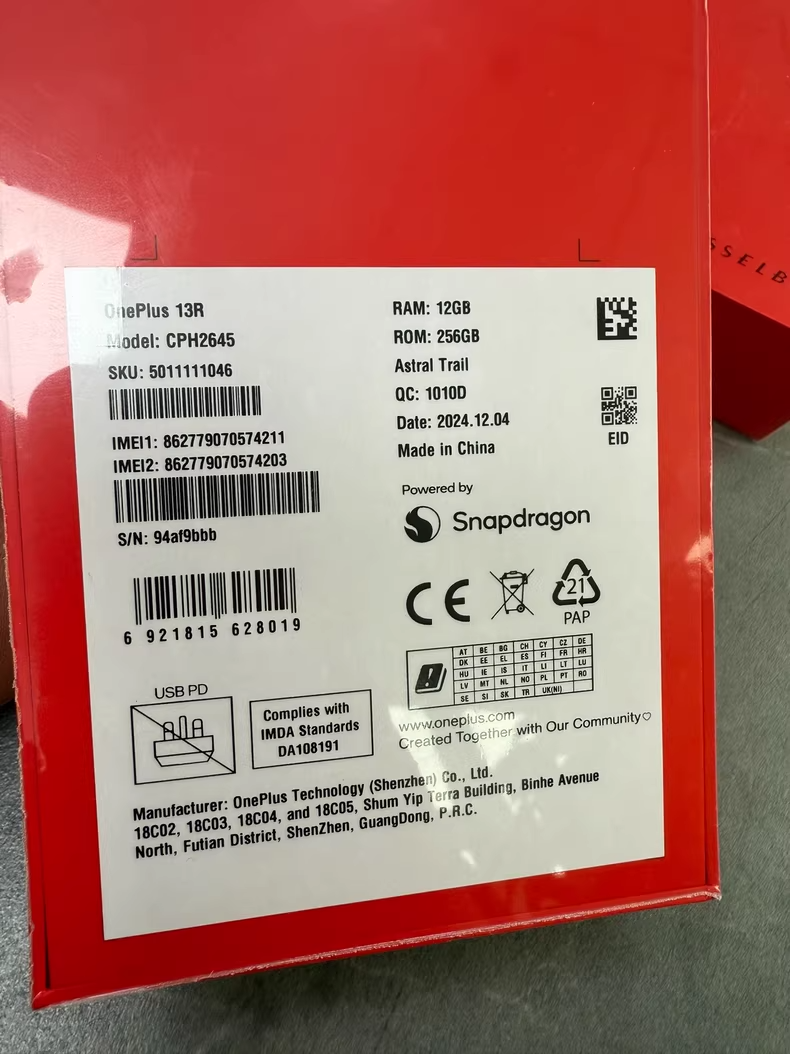 OnePlus 13R
Model: CPH2645
SKU: 5011111046
IMEI1: 862779070574211
IMEI2: 862779070574203
S/N: 94af9bbb
6 921815 628019
USB PD
Complies with
IMDA Standards
DA108191
RAM: 12GB
ROM: 256GB
Astral Trail
QC: 1010D
Date: 2024.12.04
Made in China
EID
Powered by
Snapdragon
CE
21
PAP
AT BE BG CH CY CZ DE
DK EE EL ES FI FR HR
HU IE IS IT LI LT LU
LV MT NL NO PL PT RO
SE SI SK TR UK(NI)
www.oneplus.com
Created Together with Our Community♡
Manufacturer: OnePlus Technology (Shenzhen) Co., Ltd.
18C02, 18C03, 18C04, and 18C05, Shum Yip Terra Building, Binhe Avenue
North, Futian District, ShenZhen, GuangDong, P.R.C.
SSELB